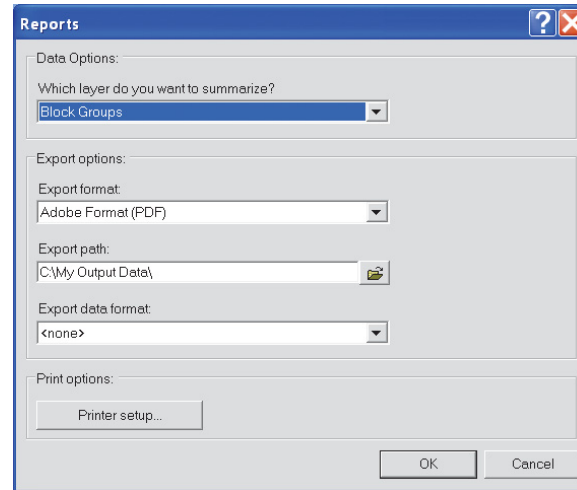 Reports
Data Options:
Which layer do you want to summarize?
Block Groups
Export options:
Export format:
Adobe Format (PDF)
Export path:
C:\My Output Data\
Export data format:
<none>
Print options:
Printer setup...
OK Cancel